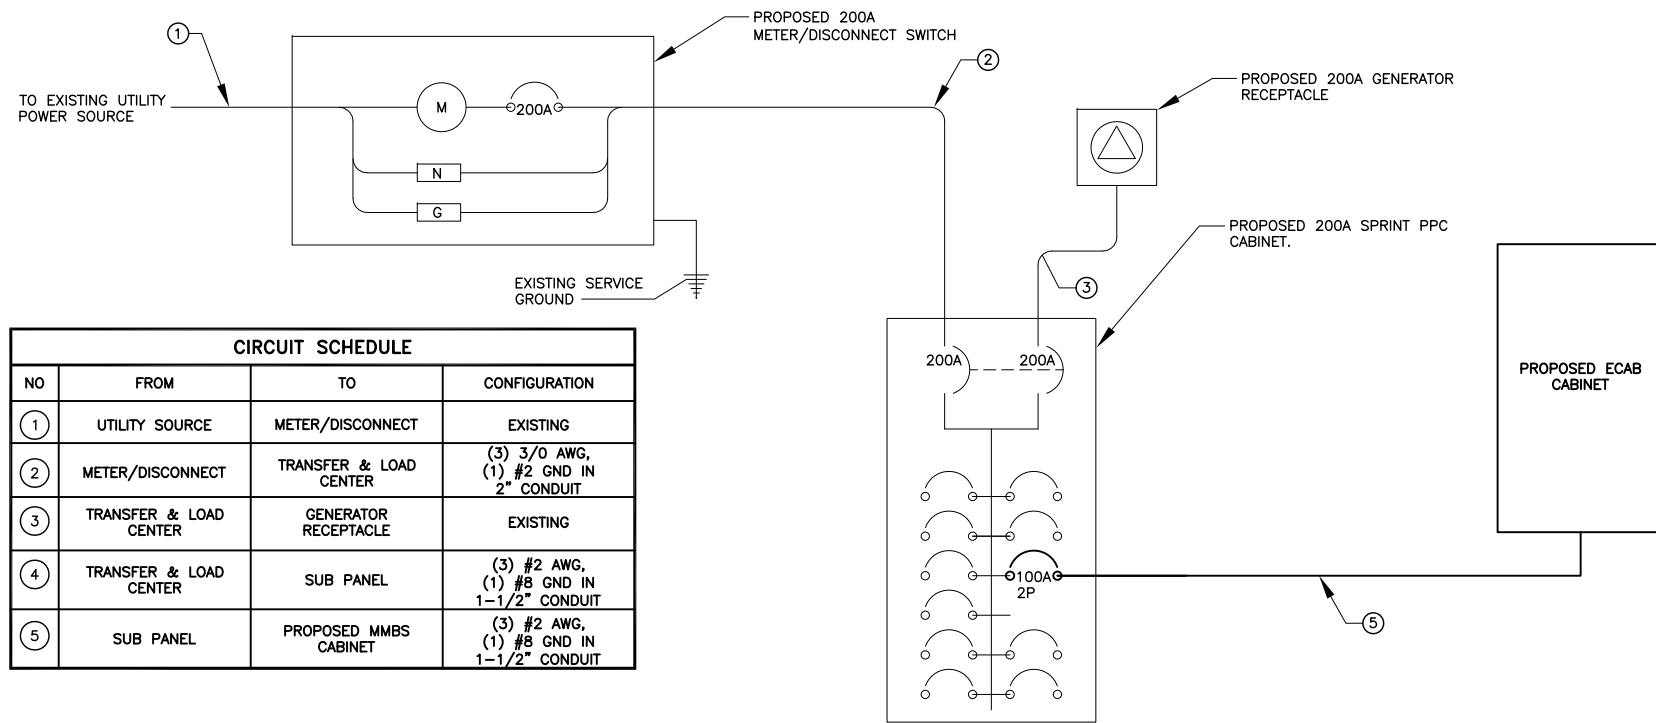 1
PROPOSED 200A
METER/DISCONNECT SWITCH
2
TO EXISTING UTILITY
POWER SOURCE
M
200A
N
G
EXISTING SERVICE
GROUND
PROPOSED 200A GENERATOR
RECEPTACLE
3
PROPOSED 200A SPRINT PPC
CABINET.
200A
200A
100A
2P
PROPOSED ECAB
CABINET
5
CIRCUIT SCHEDULE
NO FROM TO CONFIGURATION
1 UTILITY SOURCE METER/DISCONNECT EXISTING
2 METER/DISCONNECT
TRANSFER & LOAD
CENTER
(3) 3/0 AWG,
(1) #2 GND IN
2" CONDUIT
3
TRANSFER & LOAD
CENTER
GENERATOR
RECEPTACLE
EXISTING
4
TRANSFER & LOAD
CENTER
SUB PANEL
(3) #2 AWG,
(1) #8 GND IN
1-1/2" CONDUIT
5 SUB PANEL
PROPOSED MMBS
CABINET
(3) #2 AWG,
(1) #8 GND IN
1-1/2" CONDUIT